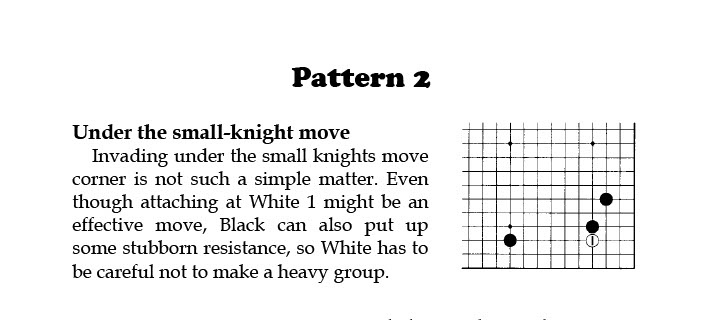 Pattern 2
Under the small-knight move
Invading under the small knights move
corner is not such a simple matter. Even
though attaching at White 1 might be an
effective move, Black can also put up
some stubborn resistance, so White has to
be careful not to make a heavy group.
1